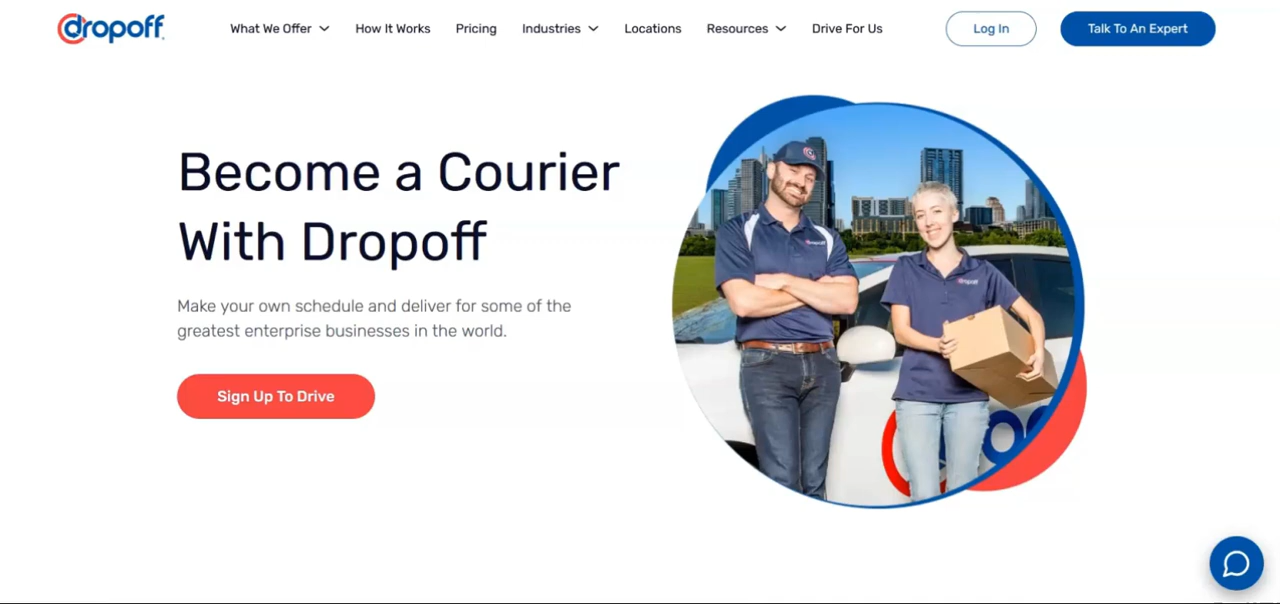 dropoff
What We Offer
How It Works
Pricing
Industries
Locations
Resources
Drive For Us
Log In
Talk To An Expert
Become a Courier
With Dropoff
Make your own schedule and deliver for some of the
greatest enterprise businesses in the world.
Sign Up To Drive
dropoff
dropoff